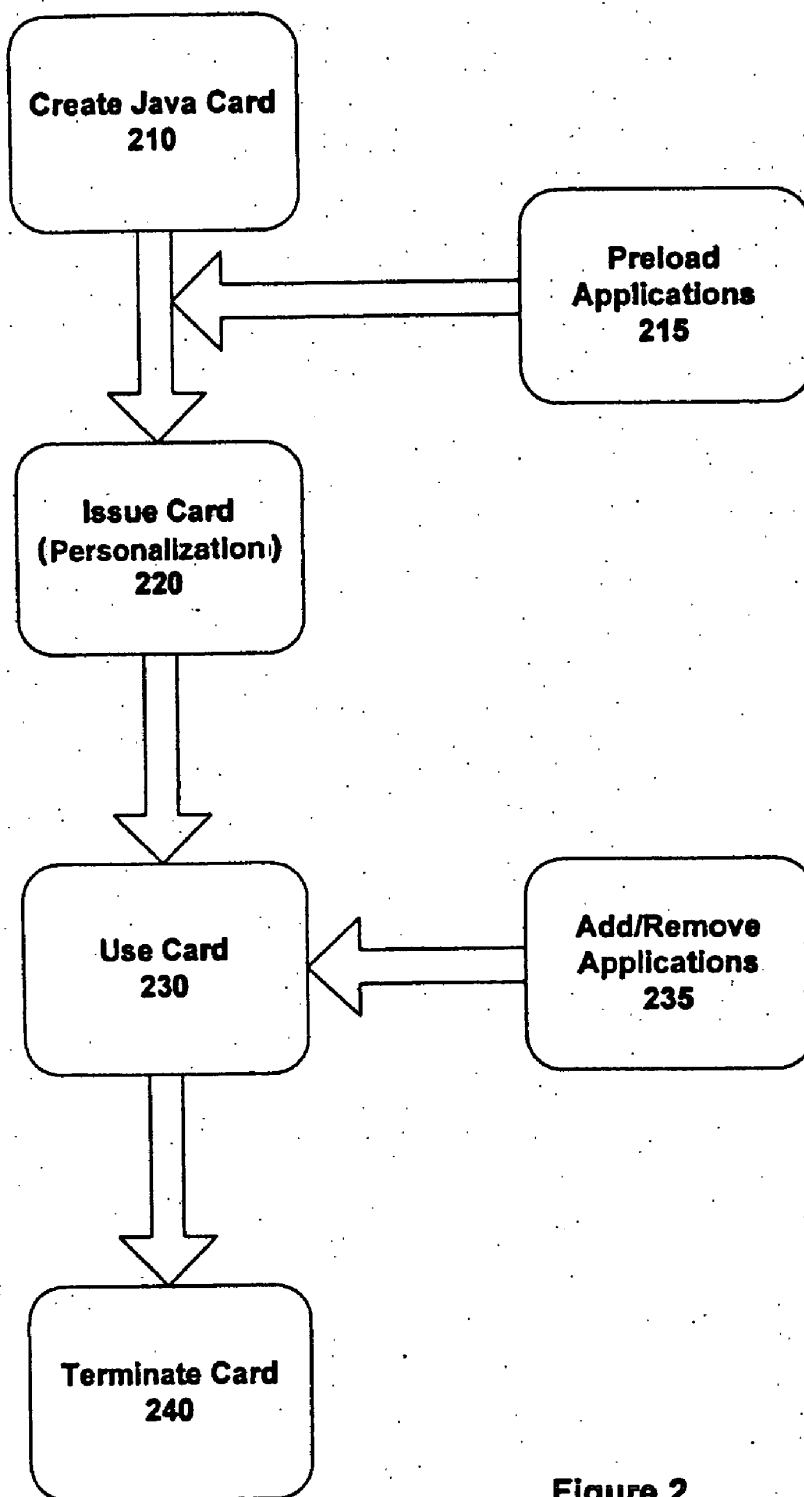 Create Java Card
210
Preload
Applications
215
Issue Card
(Personalization)
220
Use Card
230
Add/Remove
Applications
235
Terminate Card
240
Figure 2